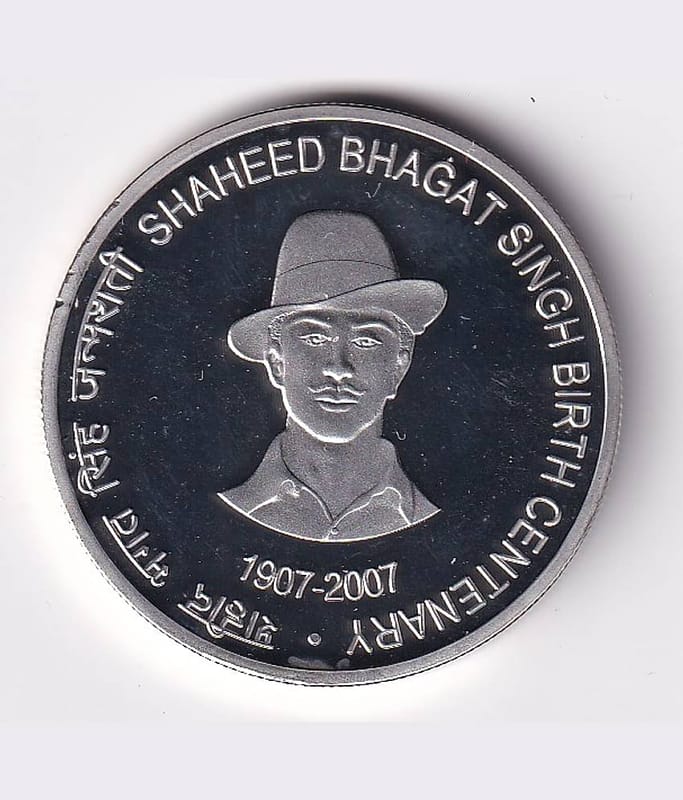 शहीद भगत सिंह जन्मशती
SHAHEED BHAGAT SINGH BIRTH CENTENARY
1907-2007